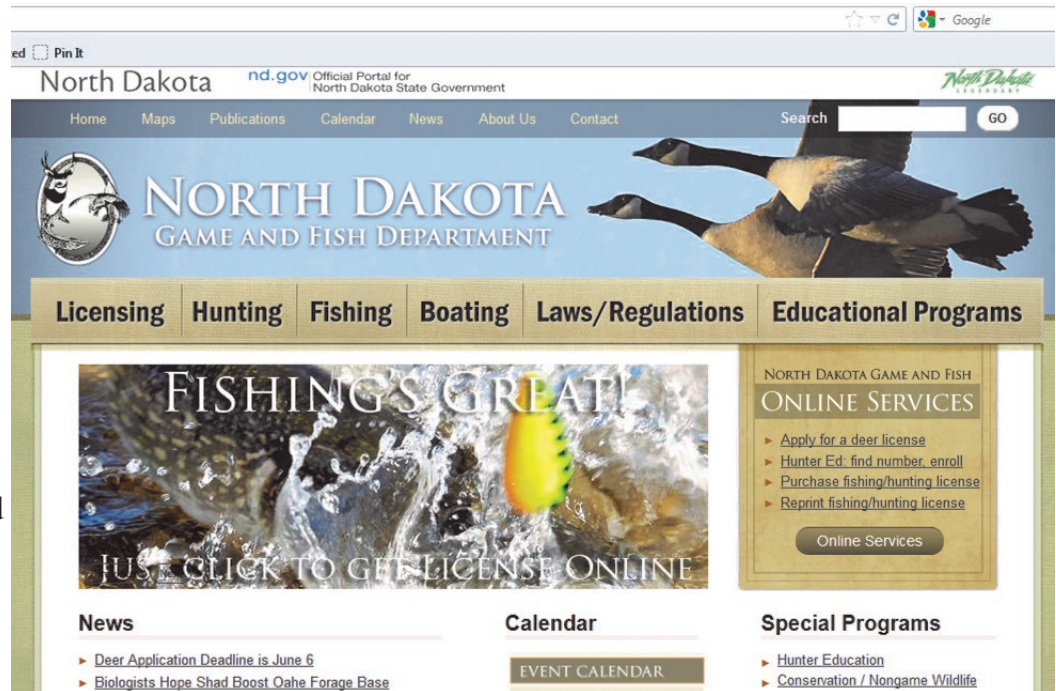 Google
ed Pin It
North Dakota nd.gov Official Portal for
North Dakota State Government
North Dakota
LEGENDARY
Home Maps Publications Calendar News About Us Contact Search GO
NORTH DAKOTA
GAME AND FISH DEPARTMENT
Licensing Hunting Fishing Boating Laws/Regulations Educational Programs
FISHING'S GREAT!
JUST CLICK TO GET LICENSE ONLINE
NORTH DAKOTA GAME AND FISH
ONLINE SERVICES
Apply for a deer license
Hunter Ed: find number, enroll
Purchase fishing/hunting license
Reprint fishing/hunting license
Online Services
News
Deer Application Deadline is June 6
Biologists Hope Shad Boost Oahe Forage Base
Calendar
EVENT CALENDAR
Special Programs
Hunter Education
Conservation / Nongame Wildlife